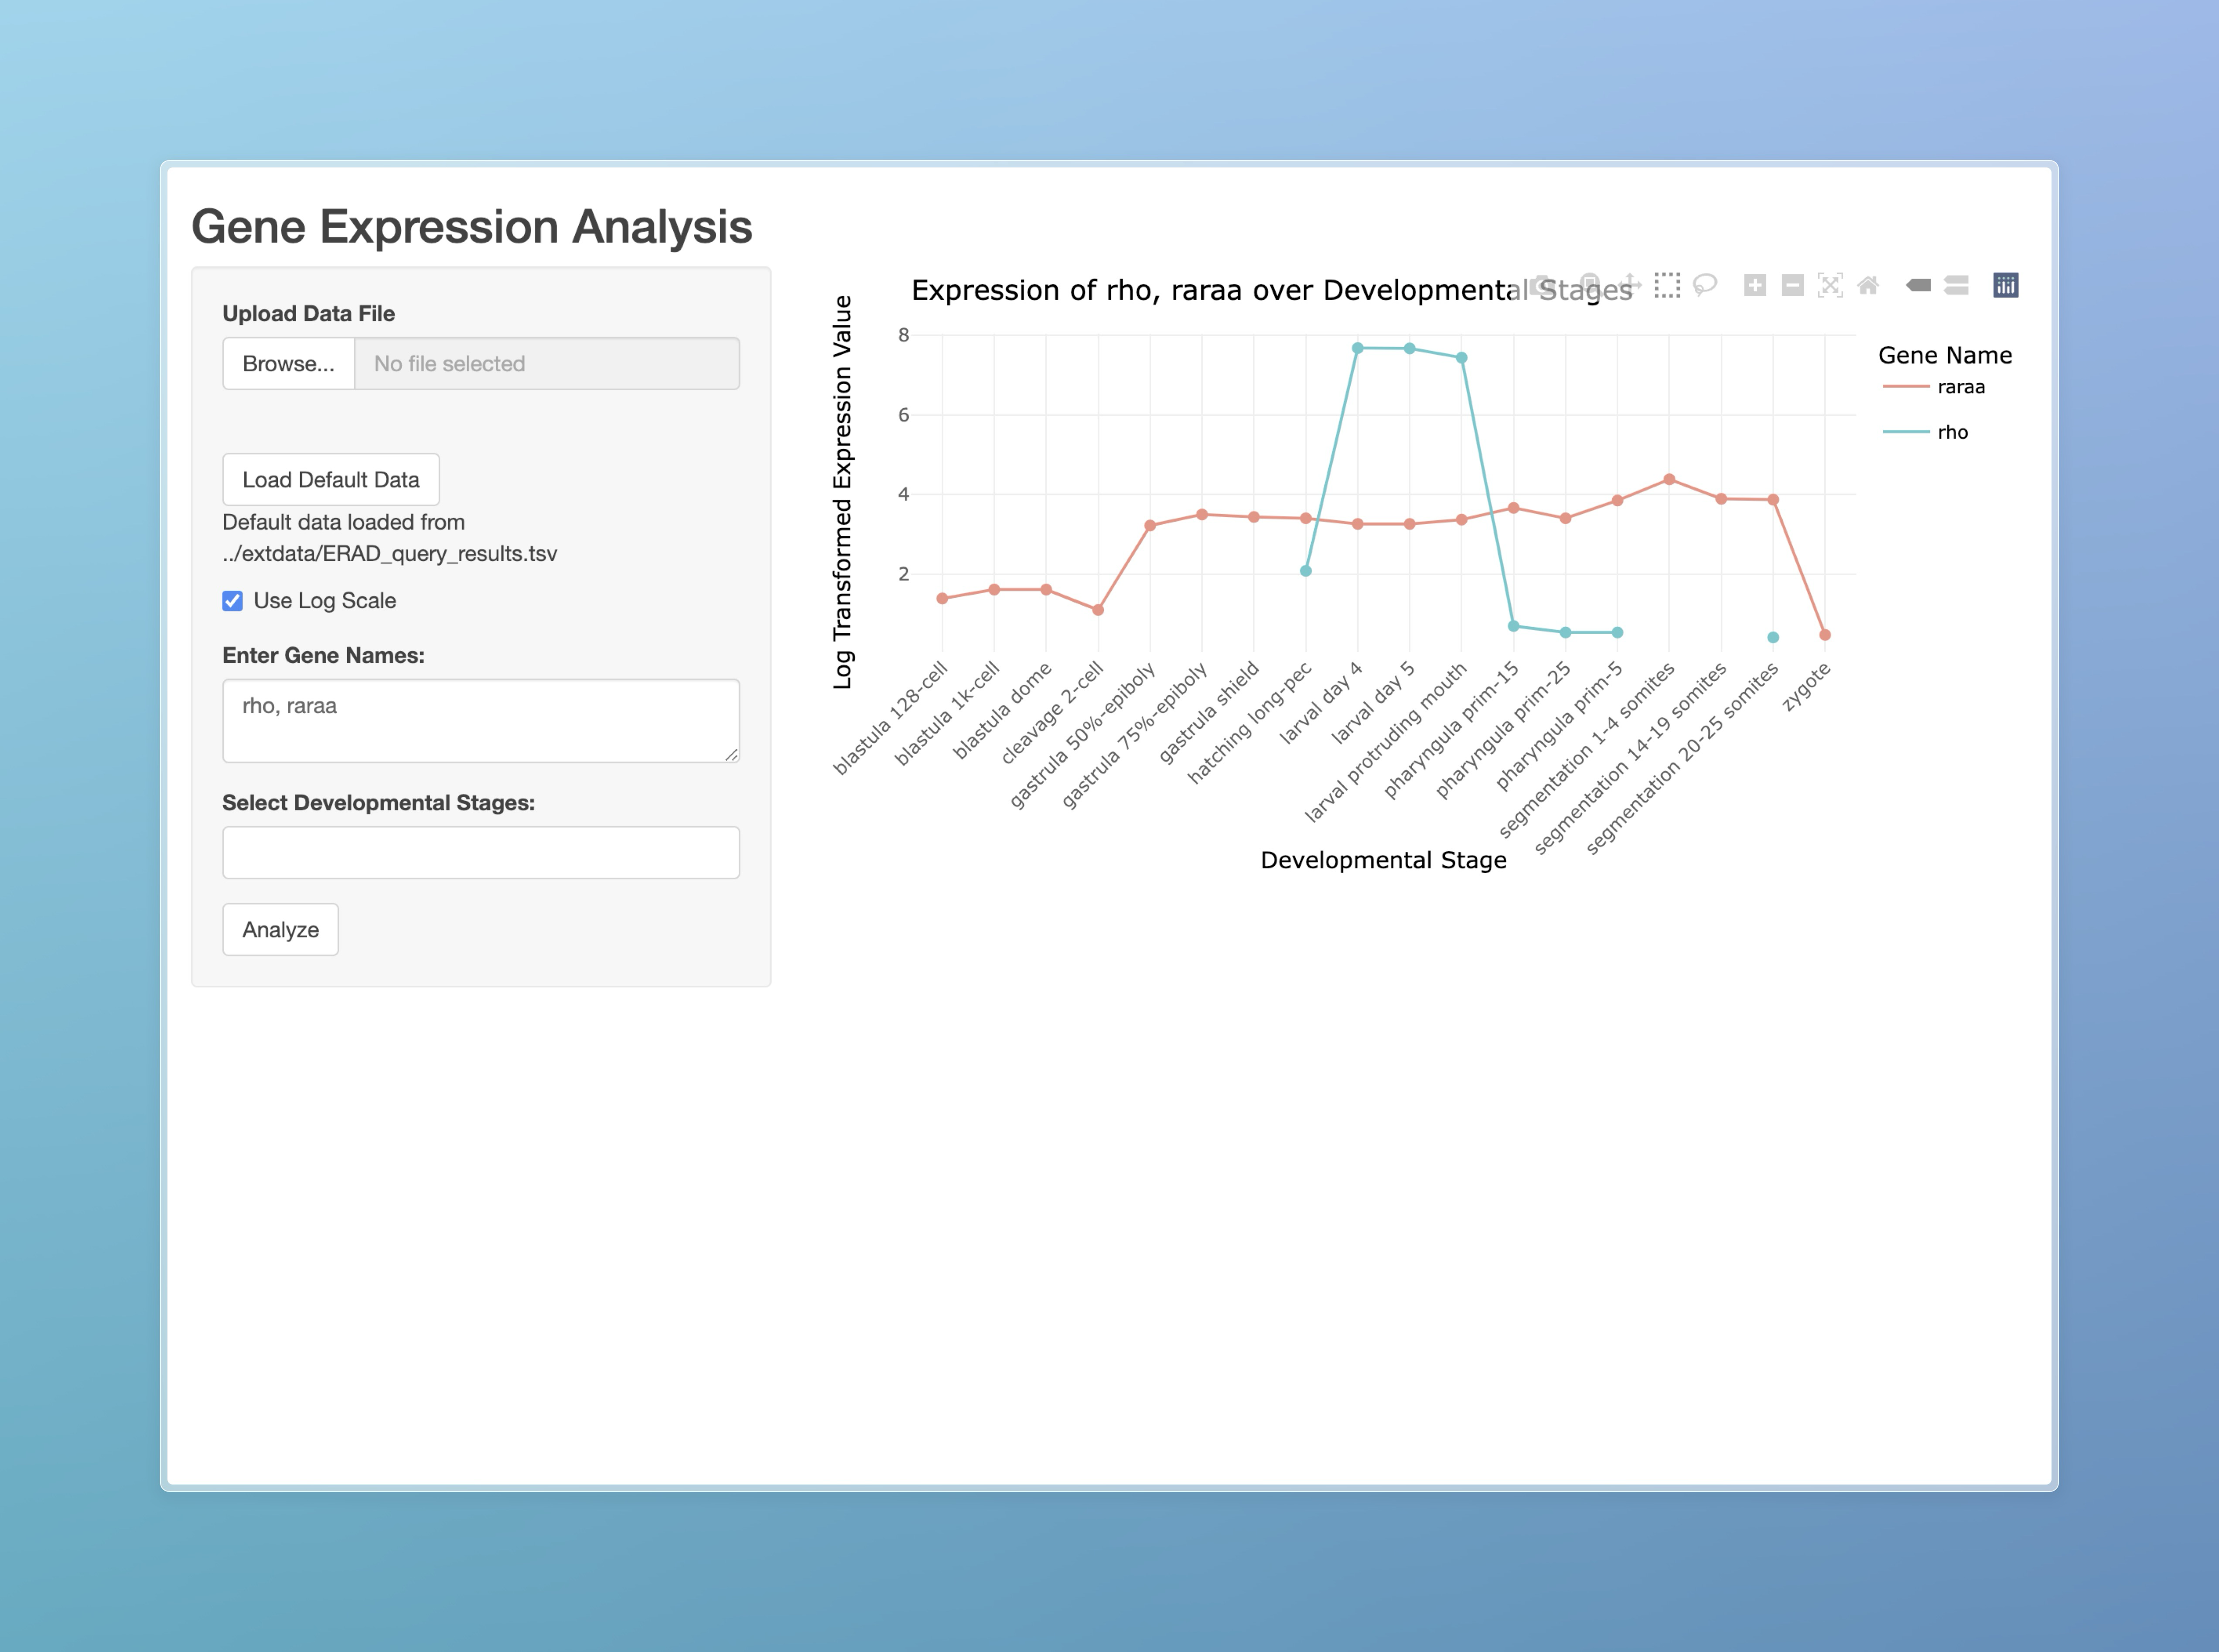 Gene Expression Analysis
Upload Data File
Browse...
No file selected
Load Default Data
Default data loaded from
../extdata/ERAD_query_results.tsv
Use Log Scale
Enter Gene Names:
rho, raraa
Select Developmental Stages:
Analyze
Expression of rho, raraa over Developmental Stages
Log Transformed Expression Value
8
6
4
2
blastula 128-cell
blastula 1k-cell
blastula dome
cleavage 2-cell
gastrula 50%-epiboly
gastrula 75%-epiboly
gastrula shield
hatching long-pec
larval day 4
larval day 5
larval protruding mouth
pharyngula prim-15
pharyngula prim-25
pharyngula prim-5
segmentation 1-4 somites
segmentation 14-19 somites
segmentation 20-25 somites
zygote
Developmental Stage
Gene Name
raraa
rho